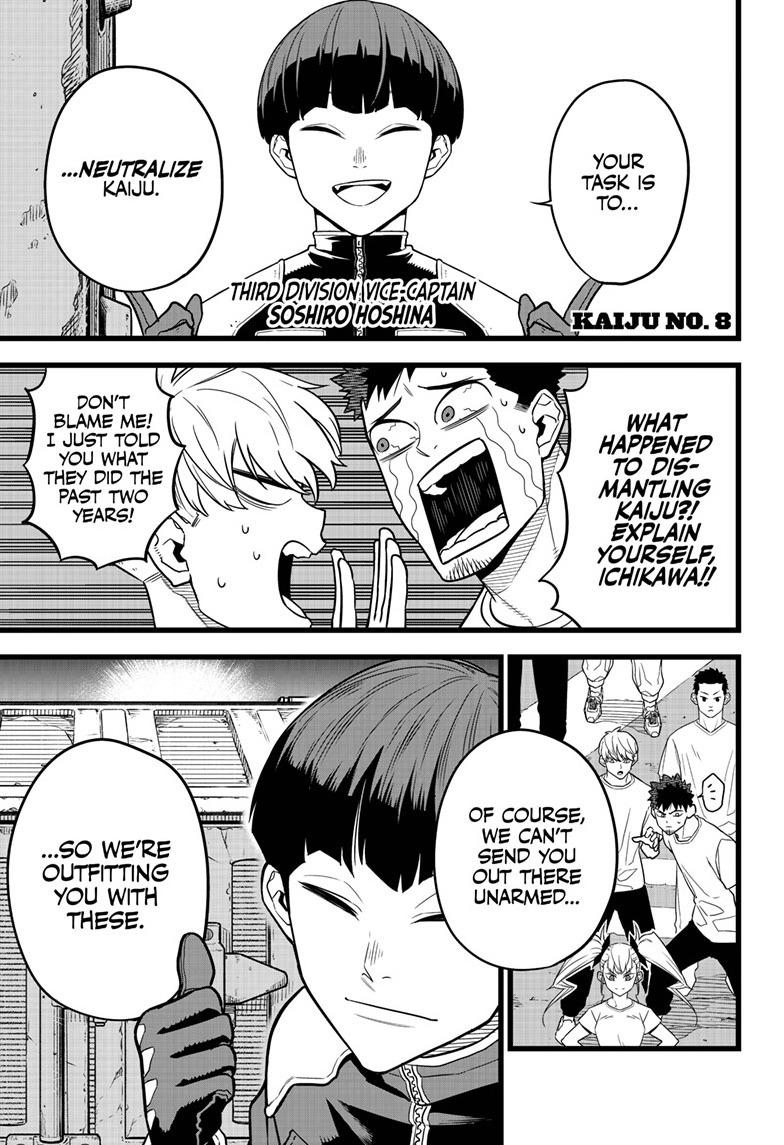 YOUR
TASK IS
TO...
...NEUTRALIZE
KAIJU.
THIRD DIVISION VICE-CAPTAIN
SOSHIRO HOSHINA
KAIJU NO. 8
WHAT
HAPPENED
TO DIS-
MANTLING
KAIJU?!
EXPLAIN
YOURSELF,
ICHIKAWA!!
DON'T
BLAME ME!
I JUST TOLD
YOU WHAT
THEY DID THE
PAST TWO
YEARS!
OF COURSE,
WE CAN'T
SEND YOU
OUT THERE
UNARMED...
...SO WE'RE
OUTFITTING
YOU WITH
THESE.